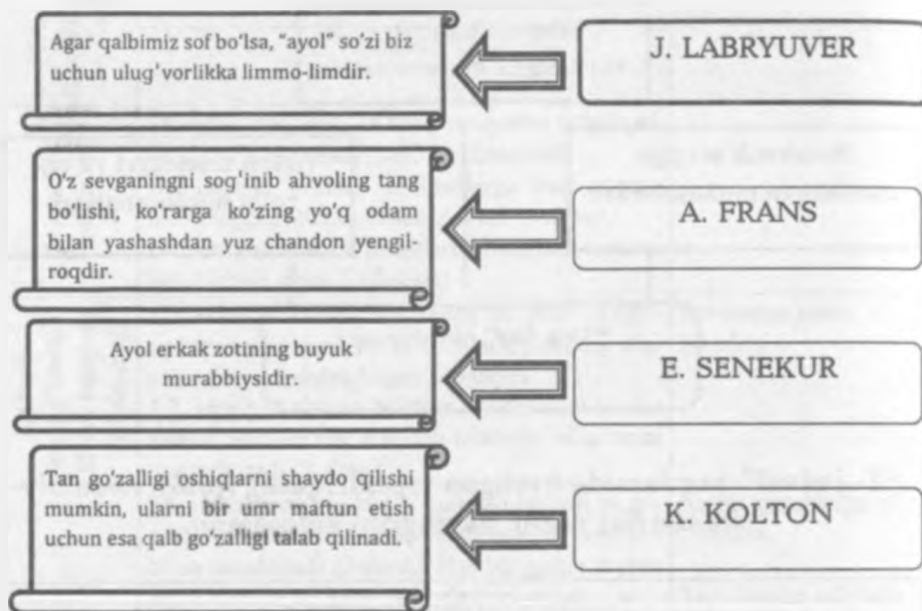 Agar qalbimiz sof bo‘lsa, “ayol” so‘zi biz
uchun ulug‘vorlikka limmo-limdir.
J. LABRYUVER
O‘z sevganingni sog‘inib ahvoling tang
bo‘lishi, ko‘rarga ko‘zing yo‘q odam
bilan yashashdan yuz chandon yengil-
roqdir.
A. FRANS
Ayol erkak zotining buyuk
murabbiysidir.
E. SENEKUR
Tan go‘zalligi oshiqlarni shaydo qilishi
mumkin, ularni bir umr maftun etish
uchun esa qalb go‘zalligi talab qilinadi.
K. KOLTON